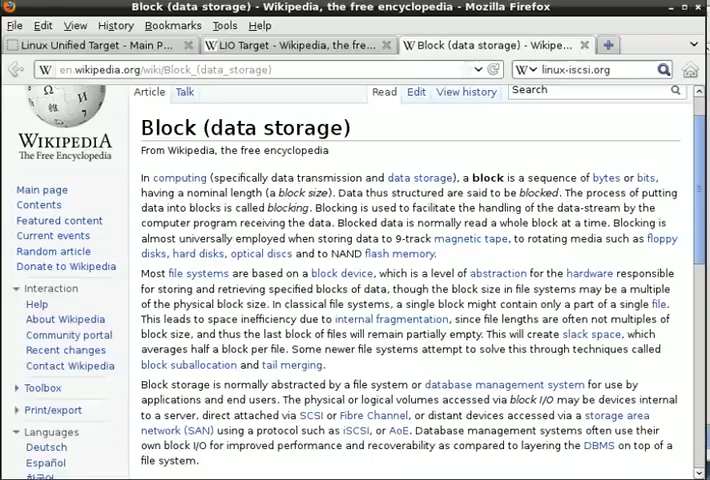 Block (data storage) - Wikipedia, the free encyclopedia - Mozilla Firefox
File Edit View History Bookmarks Tools Help
Linux Unified Target - Main P...
LIO Target - Wikipedia, the fre...
Block (data storage) - Wikipe...
en.wikipedia.org/wiki/Block_(data_storage)
linux-iscsi.org
WIKIPEDIA
The Free Encyclopedia
Main page
Contents
Featured content
Current events
Random article
Donate to Wikipedia
Interaction
Help
About Wikipedia
Community portal
Recent changes
Contact Wikipedia
Toolbox
Print/export
Languages
Deutsch
Español
한국어
Article Talk
Read Edit View history
Search
Block (data storage)
From Wikipedia, the free encyclopedia
In computing (specifically data transmission and data storage), a block is a sequence of bytes or bits,
having a nominal length (a block size). Data thus structured are said to be blocked. The process of putting
data into blocks is called blocking. Blocking is used to facilitate the handling of the data-stream by the
computer program receiving the data. Blocked data is normally read a whole block at a time. Blocking is
almost universally employed when storing data to 9-track magnetic tape, to rotating media such as floppy
disks, hard disks, optical discs and to NAND flash memory.
Most file systems are based on a block device, which is a level of abstraction for the hardware responsible
for storing and retrieving specified blocks of data, though the block size in file systems may be a multiple
of the physical block size. In classical file systems, a single block might contain only a part of a single file.
This leads to space inefficiency due to internal fragmentation, since file lengths are often not multiples of
block size, and thus the last block of files will remain partially empty. This will create slack space, which
averages half a block per file. Some newer file systems attempt to solve this through techniques called
block suballocation and tail merging.
Block storage is normally abstracted by a file system or database management system for use by
applications and end users. The physical or logical volumes accessed via block I/O may be devices internal
to a server, direct attached via SCSI or Fibre Channel, or distant devices accessed via a storage area
network (SAN) using a protocol such as iSCSI, or AoE. Database management systems often use their
own block I/O for improved performance and recoverability as compared to layering the DBMS on top of a
file system.